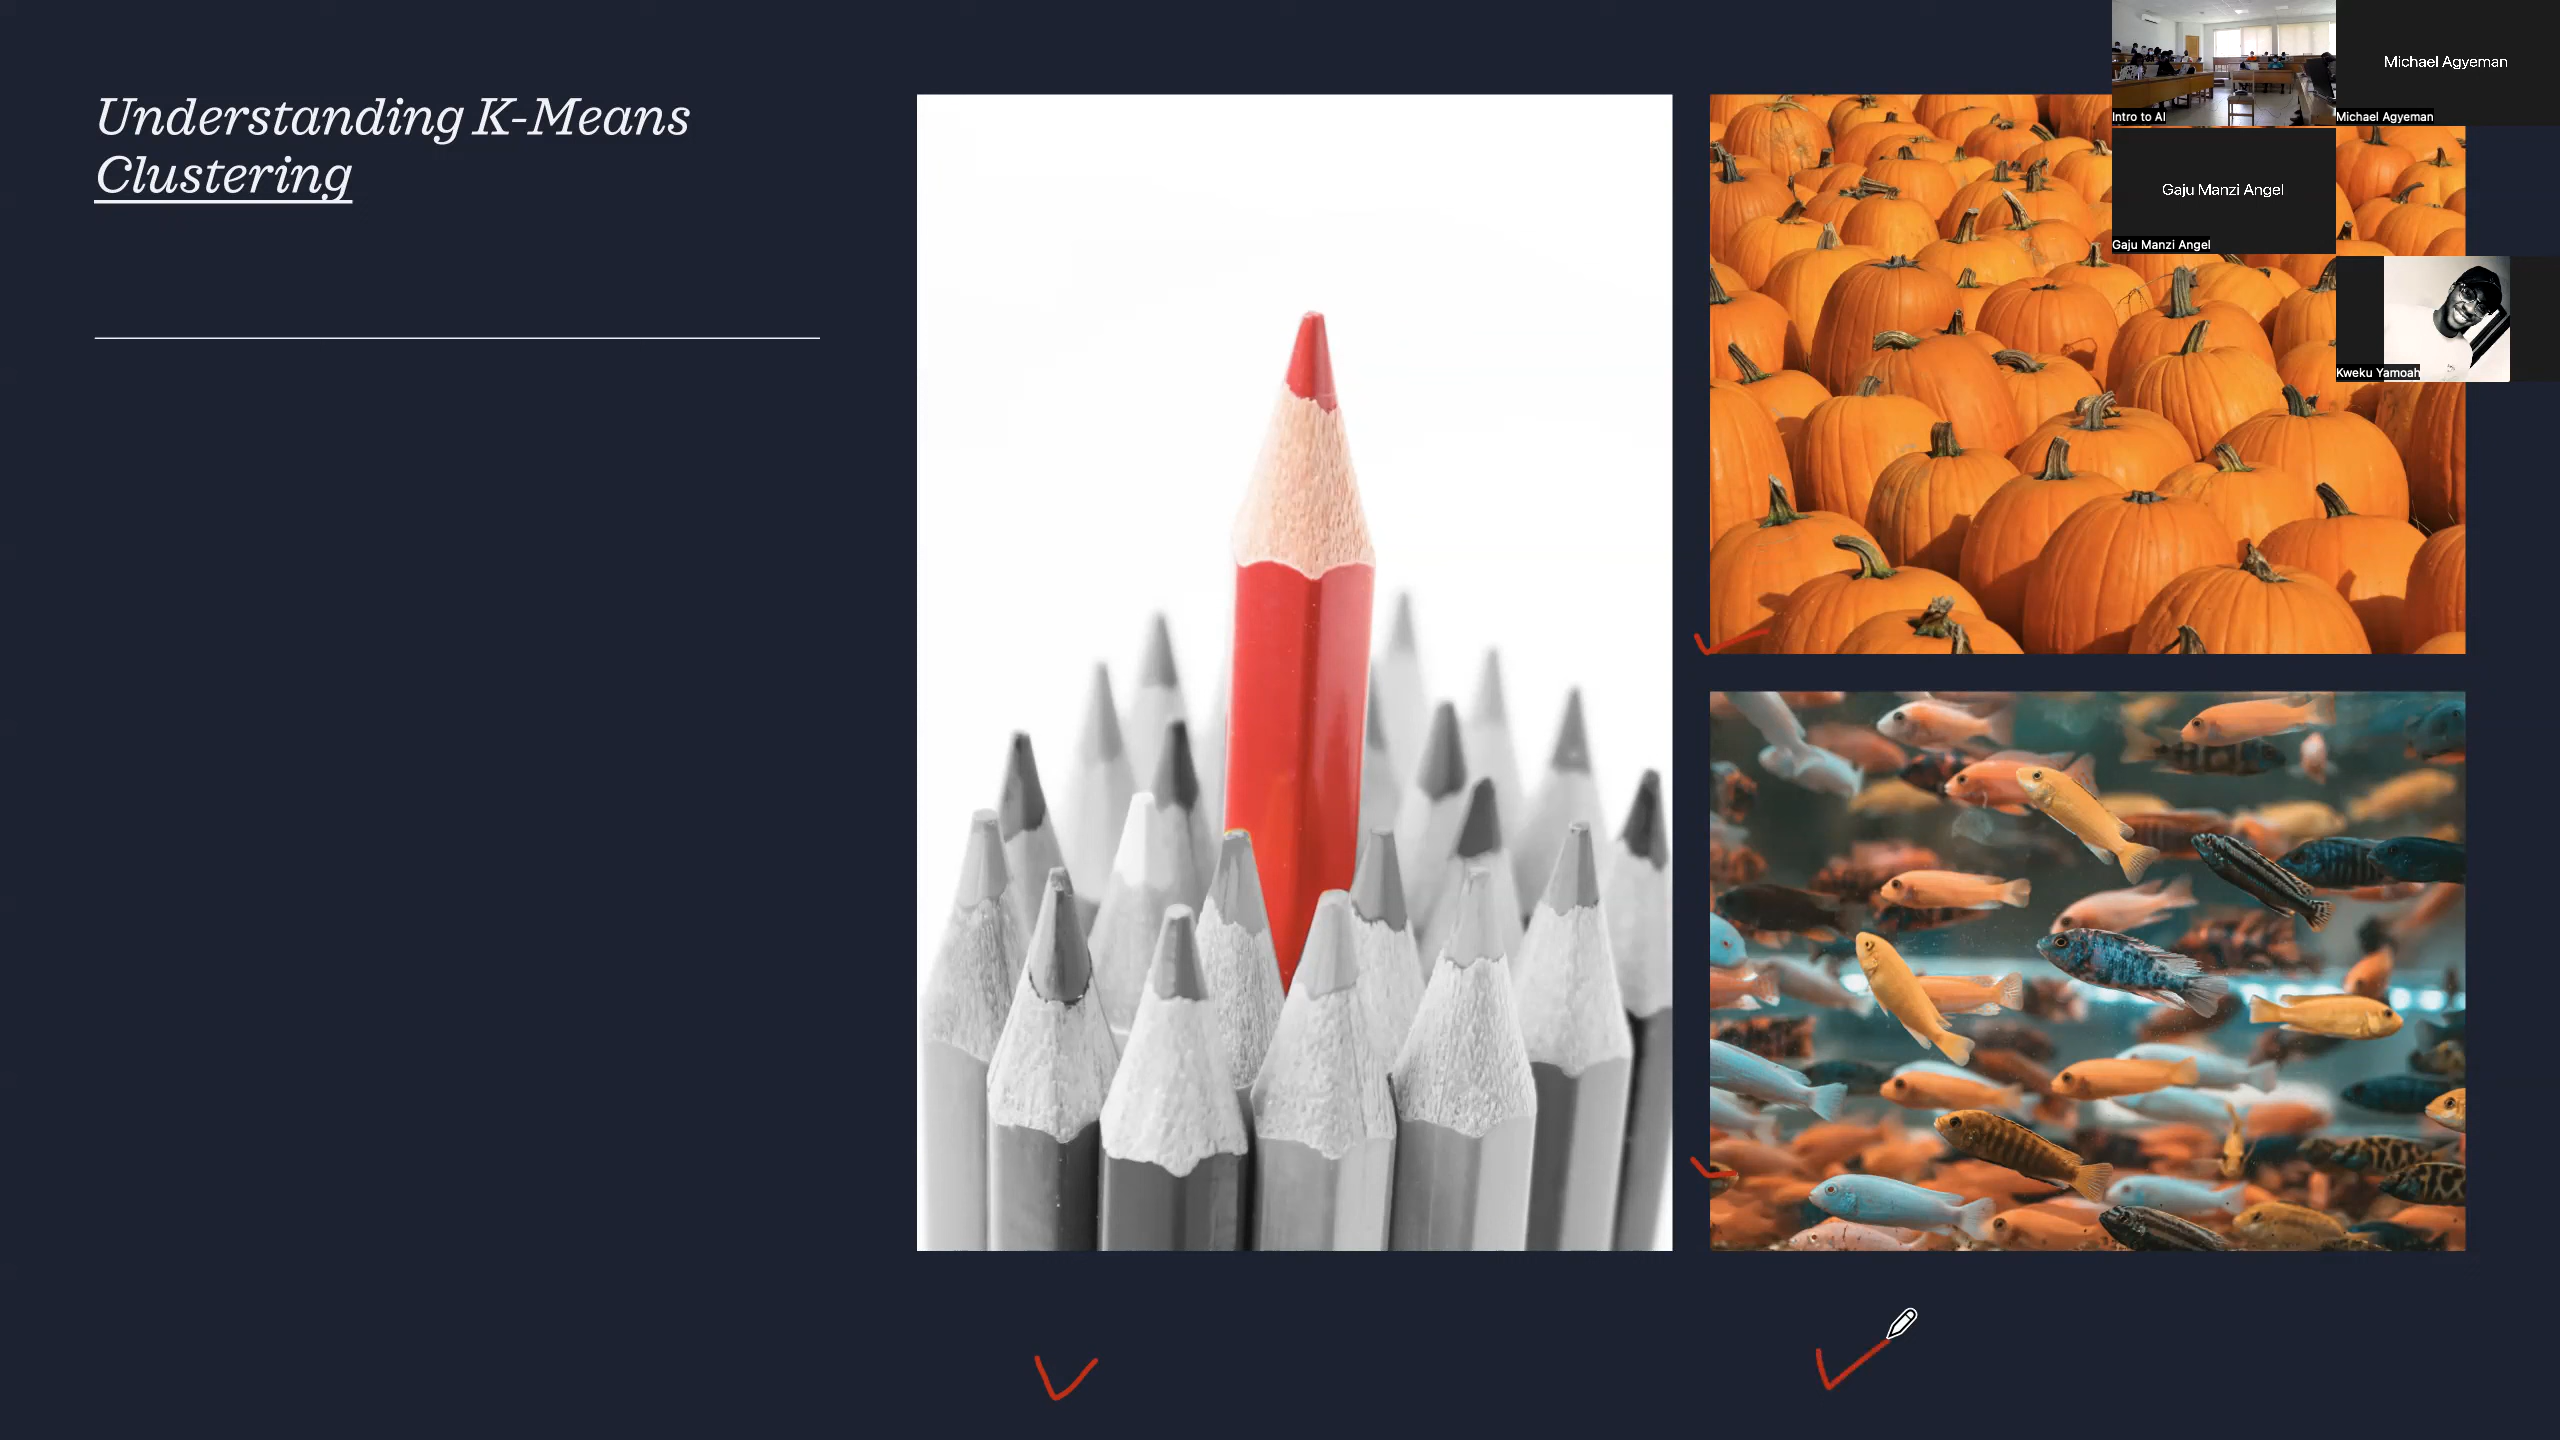 Understanding K-Means
Clustering
Intro to AI
Michael Agyeman
Michael Agyeman
Gaju Manzi Angel
Gaju Manzi Angel
Kweku Yamoah